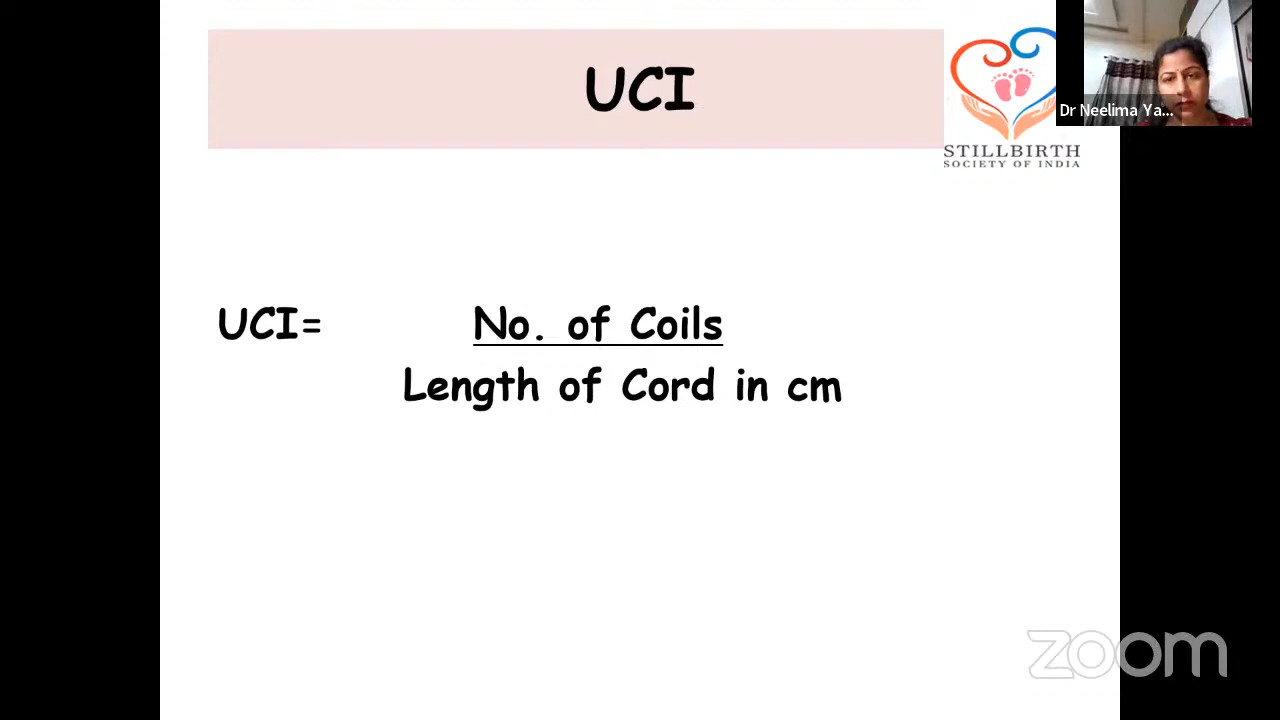 UCI
STILLBIRTH
SOCIETY OF INDIA
Dr Neelima Ya...
UCI= No. of Coils
Length of Cord in cm
zoom